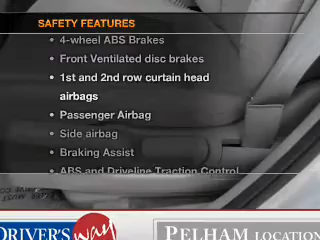 SAFETY FEATURES
• 4-wheel ABS Brakes
• Front Ventilated disc brakes
• 1st and 2nd row curtain head
airbags
• Passenger Airbag
• Side airbag
• Braking Assist
• ABS and Driveline Traction Control
DRIVER'S way
PELHAM LOCATION